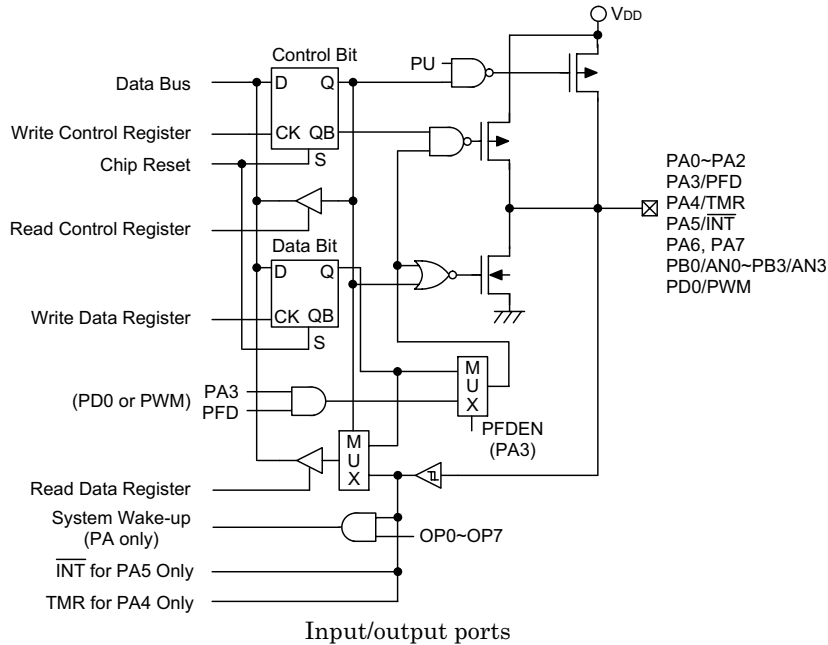 VDD
Control Bit
PU
Data Bus
D Q
Write Control Register
CK QB
Chip Reset
S
PA0~PA2
PA3/PFD
PA4/TMR
PA5/INT
PA6, PA7
PB0/AN0~PB3/AN3
PD0/PWM
Read Control Register
Data Bit
D Q
Write Data Register
CK QB
S
(PD0 or PWM)
PA3
PFD
MUX
PFDEN
(PA3)
MUX
Read Data Register
System Wake-up
(PA only)
OP0~OP7
INT for PA5 Only
TMR for PA4 Only
Input/output ports